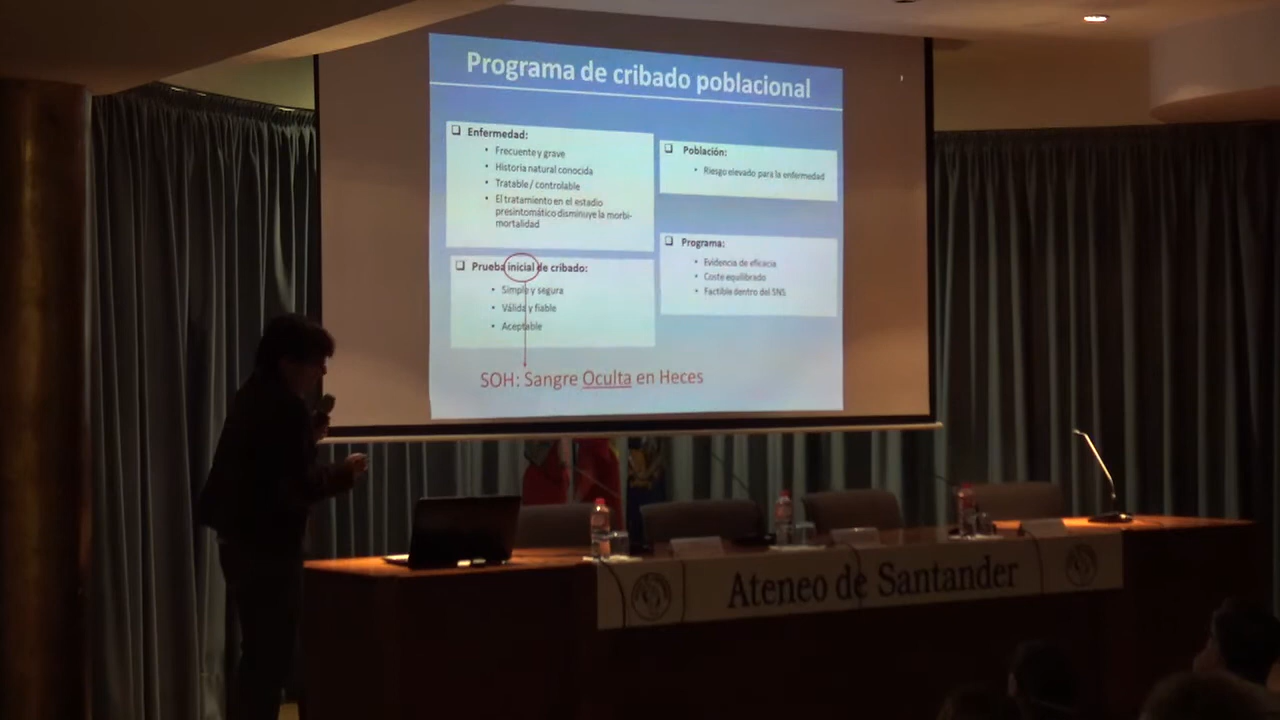 Programa de cribado poblacional
❑ Enfermedad:
• Frecuente y grave
• Historia natural conocida
• Tratable / controlable
• El tratamiento en el estadio
presintomático disminuye la morbi-
mortalidad
❑ Prueba inicial de cribado:
• Simple y segura
• Válida y fiable
• Aceptable
❑ Población:
• Riesgo elevado para la enfermedad
❑ Programa:
• Evidencia de eficacia
• Coste equilibrado
• Factible dentro del SNS
SOH: Sangre Oculta en Heces
Ateneo de Santander